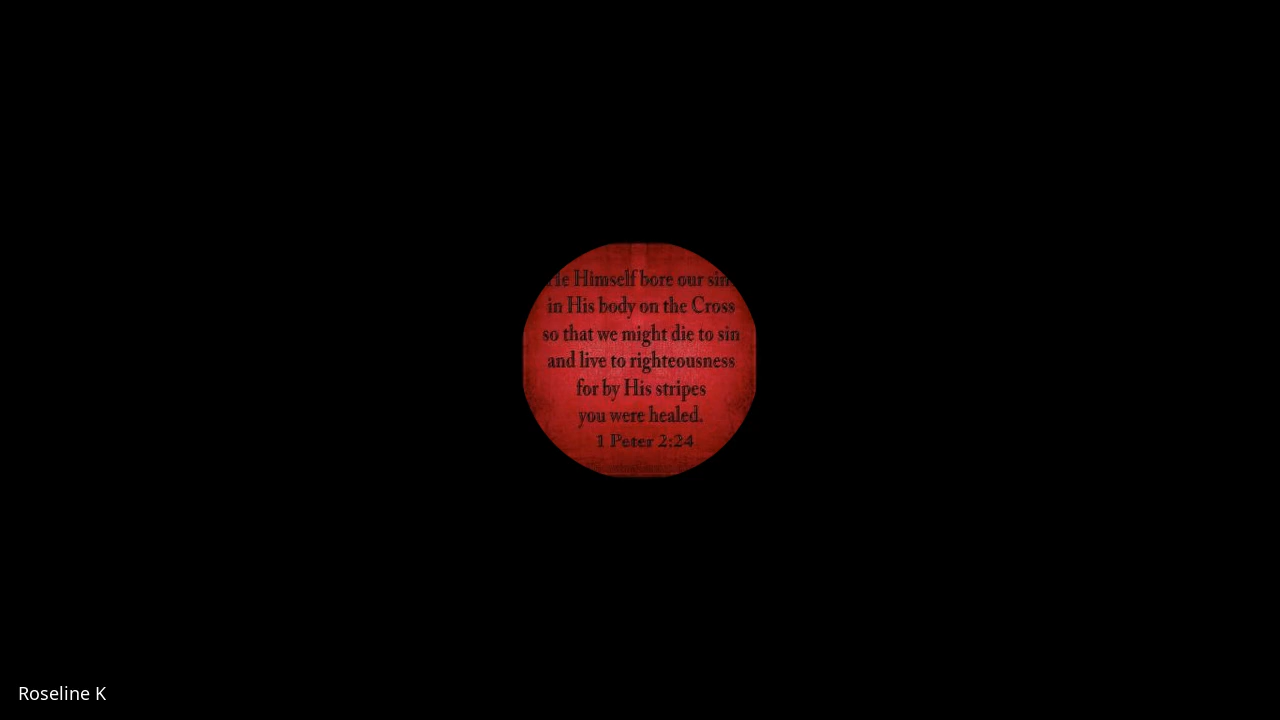 He Himself bore our sin
in His body on the Cross
so that we might die to sin
and live to righteousness
for by His stripes
you were healed.
1 Peter 2:24
Roseline K